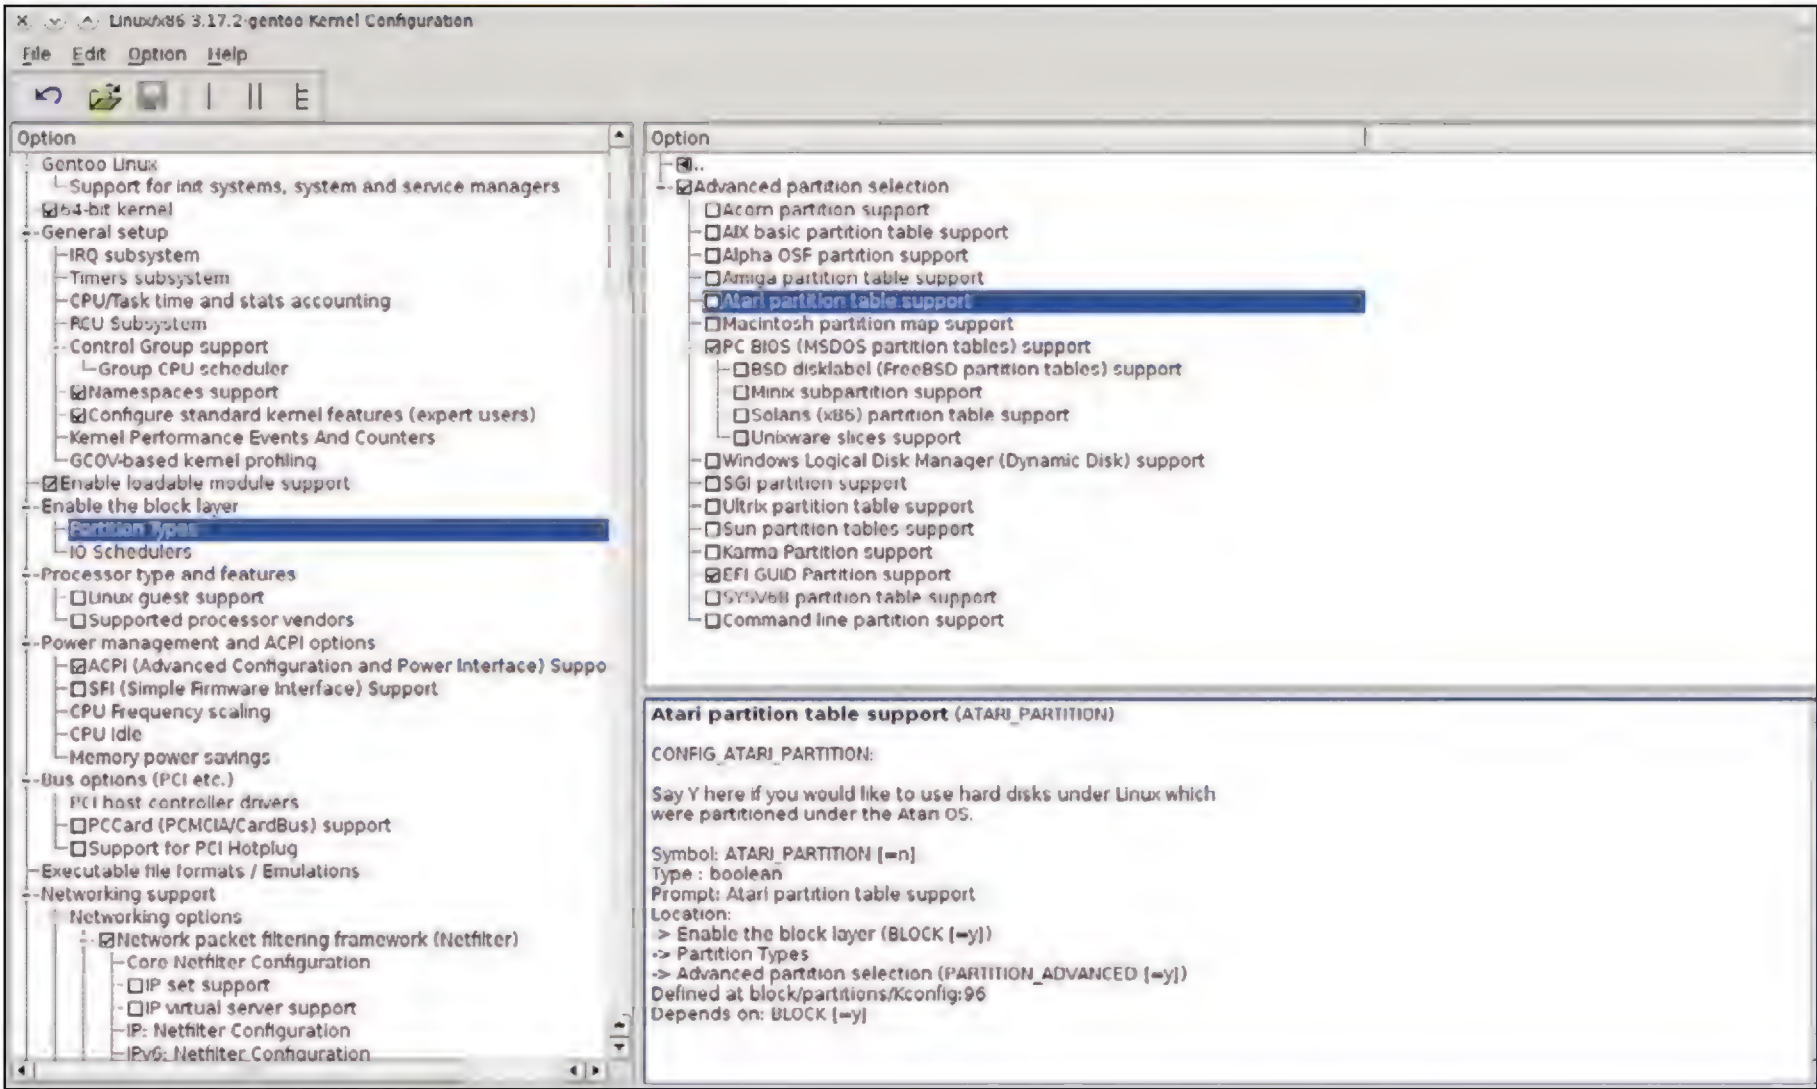 Linux/x86 3.17.2-gentoo Kernel Configuration
File Edit Option Help
Option
Gentoo Linux
Support for init systems, system and service managers
64-bit kernel
General setup
IRQ subsystem
Timers subsystem
CPU/Task time and stats accounting
RCU Subsystem
Control Group support
Group CPU scheduler
Namespaces support
Configure standard kernel features (expert users)
Kernel Performance Events And Counters
GCOV-based kernel profiling
Enable loadable module support
Enable the block layer
Partition Types
IO Schedulers
Processor type and features
Linux guest support
Supported processor vendors
Power management and ACPI options
ACPI (Advanced Configuration and Power Interface) Suppo
SFI (Simple Firmware Interface) Support
CPU Frequency scaling
CPU Idle
Memory power savings
Bus options (PCI etc.)
PCI host controller drivers
PCCard (PCMCIA/CardBus) support
Support for PCI Hotplug
Executable file formats / Emulations
Networking support
Networking options
Network packet filtering framework (Netfilter)
Core Netfilter Configuration
IP set support
IP virtual server support
IP: Netfilter Configuration
IPv6: Netfilter Configuration
Option
..
Advanced partition selection
Acorn partition support
AIX basic partition table support
Alpha OSF partition support
Amiga partition table support
Atari partition table support
Macintosh partition map support
PC BIOS (MSDOS partition tables) support
BSD disklabel (FreeBSD partition tables) support
Minix subpartition support
Solaris (x86) partition table support
Unixware slices support
Windows Logical Disk Manager (Dynamic Disk) support
SGI partition support
Ultrix partition table support
Sun partition tables support
Karma Partition support
EFI GUID Partition support
SYSV68 partition table support
Command line partition support
Atari partition table support (ATARI_PARTITION)
CONFIG_ATARI_PARTITION:
Say Y here if you would like to use hard disks under Linux which
were partitioned under the Atari OS.
Symbol: ATARI_PARTITION [=n]
Type : boolean
Prompt: Atari partition table support
Location:
-> Enable the block layer (BLOCK [=y])
-> Partition Types
-> Advanced partition selection (PARTITION_ADVANCED [=y])
Defined at block/partitions/Kconfig:96
Depends on: BLOCK [=y]